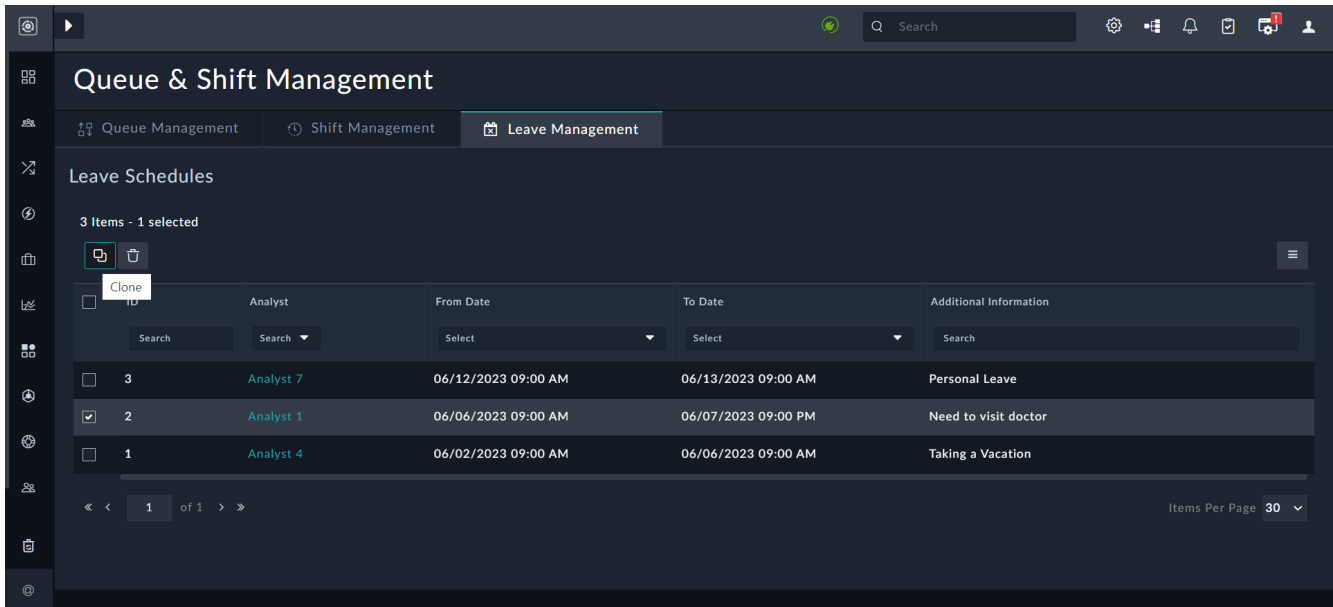 Search
!
Queue & Shift Management
Queue Management
Shift Management
Leave Management
Leave Schedules
3 Items - 1 selected
Clone
ID
Analyst
From Date
To Date
Additional Information
Search
Search
Select
Select
Search
3
Analyst 7
06/12/2023 09:00 AM
06/13/2023 09:00 AM
Personal Leave
2
Analyst 1
06/06/2023 09:00 AM
06/07/2023 09:00 PM
Need to visit doctor
1
Analyst 4
06/02/2023 09:00 AM
06/06/2023 09:00 AM
Taking a Vacation
« ‹ 1 of 1 › »
Items Per Page 30
@